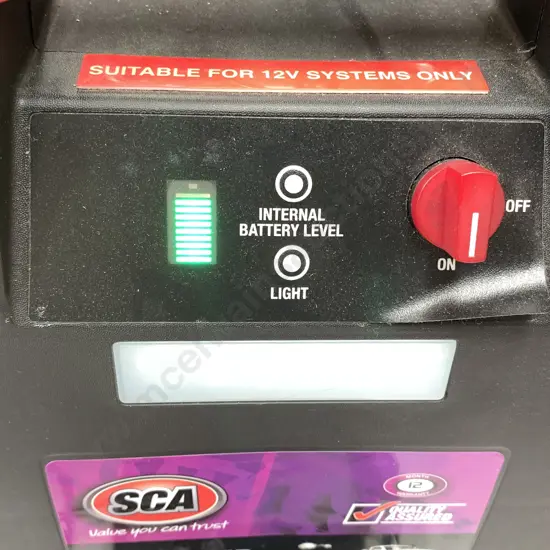 SUITABLE FOR 12V SYSTEMS ONLY
INTERNAL
BATTERY LEVEL
LIGHT
OFF
ON
SCA
Value you can trust
12
QUALITY
ASSURED